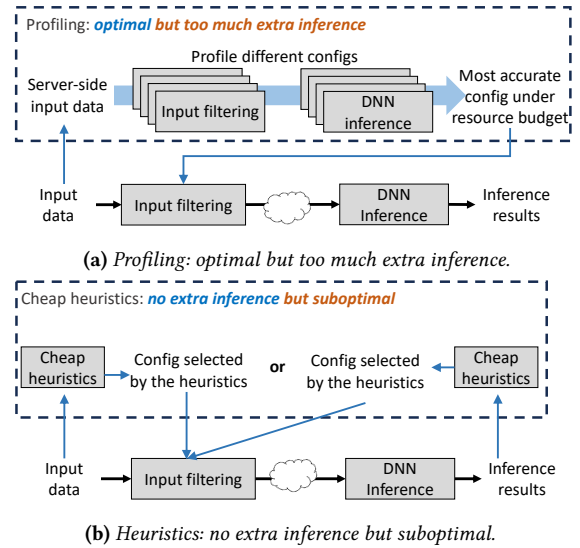 Profiling: optimal but too much extra inference
Profile different configs
Server-side
input data
Input filtering
DNN
inference
Most accurate
config under
resource budget
Input
data
Input filtering
DNN
Inference
Inference
results
(a) Profiling: optimal but too much extra inference.
Cheap heuristics: no extra inference but suboptimal
Cheap
heuristics
Config selected
by the heuristics
or
Config selected
by the heuristics
Cheap
heuristics
Input
data
Input filtering
DNN
Inference
Inference
results
(b) Heuristics: no extra inference but suboptimal.